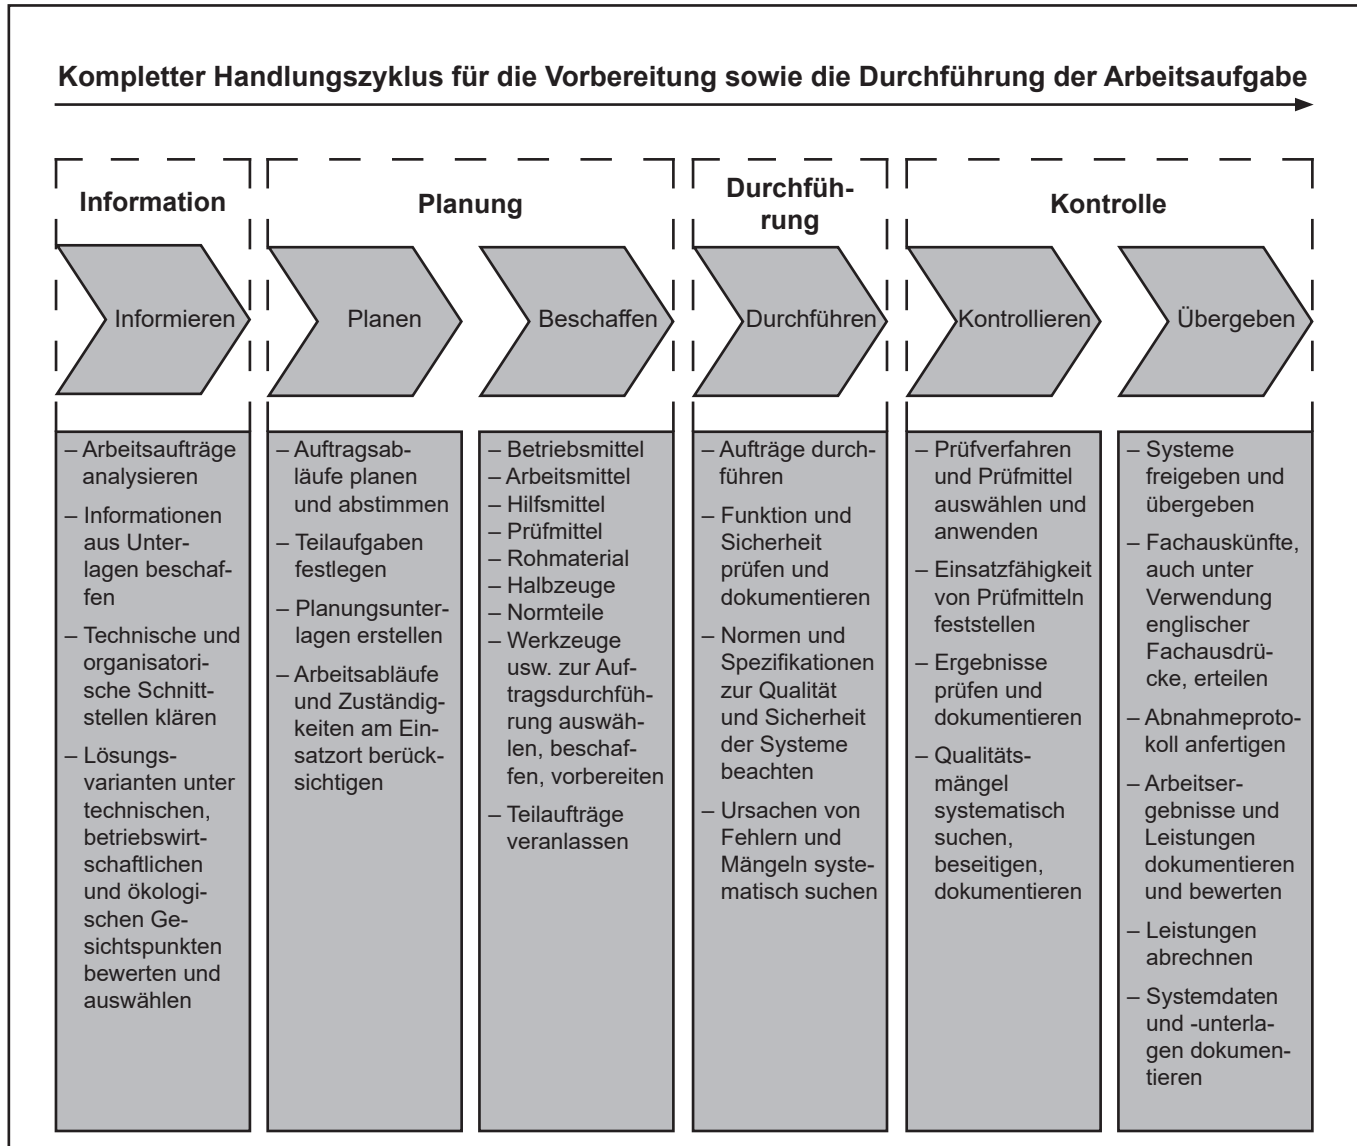 Kompletter Handlungszyklus für die Vorbereitung sowie die Durchführung der Arbeitsaufgabe
Information
Planung
Durchfüh-
rung
Kontrolle
Informieren
Planen
Beschaffen
Durchführen
Kontrollieren
Übergeben
– Arbeitsaufträge
analysieren
– Informationen
aus Unter-
lagen beschaf-
fen
– Technische und
organisatori-
sche Schnitt-
stellen klären
– Lösungs-
varianten unter
technischen,
betriebswirt-
schaftlichen
und ökologi-
schen Ge-
sichtspunkten
bewerten und
auswählen
– Auftragsab-
läufe planen
und abstimmen
– Teilaufgaben
festlegen
– Planungsunter-
lagen erstellen
– Arbeitsabläufe
und Zuständig-
keiten am Ein-
satzort berück-
sichtigen
– Betriebsmittel
– Arbeitsmittel
– Hilfsmittel
– Prüfmittel
– Rohmaterial
– Halbzeuge
– Normteile
– Werkzeuge
usw. zur Auf-
tragsdurchfüh-
rung auswäh-
len, beschaf-
fen, vorbereiten
– Teilaufträge
veranlassen
– Aufträge durch-
führen
– Funktion und
Sicherheit
prüfen und
dokumentieren
– Normen und
Spezifikationen
zur Qualität
und Sicherheit
der Systeme
beachten
– Ursachen von
Fehlern und
Mängeln syste-
matisch suchen
– Prüfverfahren
und Prüfmittel
auswählen und
anwenden
– Einsatzfähigkeit
von Prüfmitteln
feststellen
– Ergebnisse
prüfen und
dokumentieren
– Qualitäts-
mängel
systematisch
suchen,
beseitigen,
dokumentieren
– Systeme
freigeben und
übergeben
– Fachauskünfte,
auch unter
Verwendung
englischer
Fachausdrü-
cke, erteilen
– Abnahmeproto-
koll anfertigen
– Arbeitser-
gebnisse und
Leistungen
dokumentieren
und bewerten
– Leistungen
abrechnen
– Systemdaten
und -unterla-
gen dokumen-
tieren